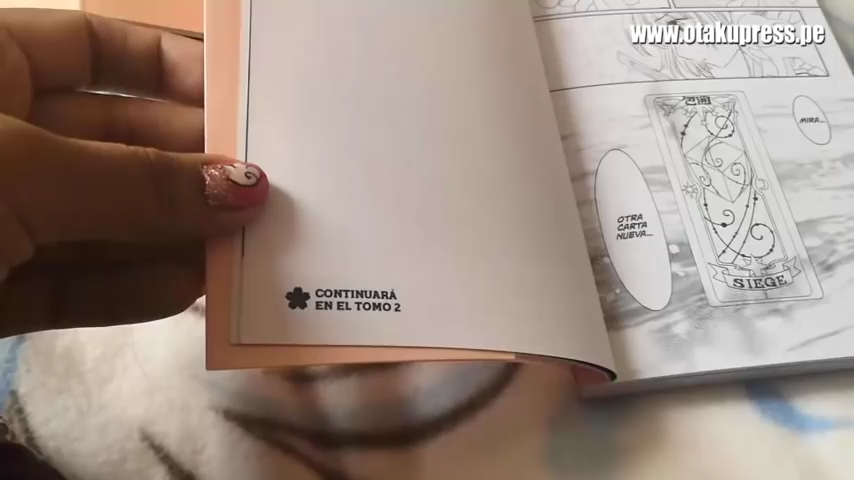 www.otakupress.pe
MIRA...
OTRA
CARTA
NUEVA...
SIEGE
CONTINUARÁ
EN EL TOMO 2